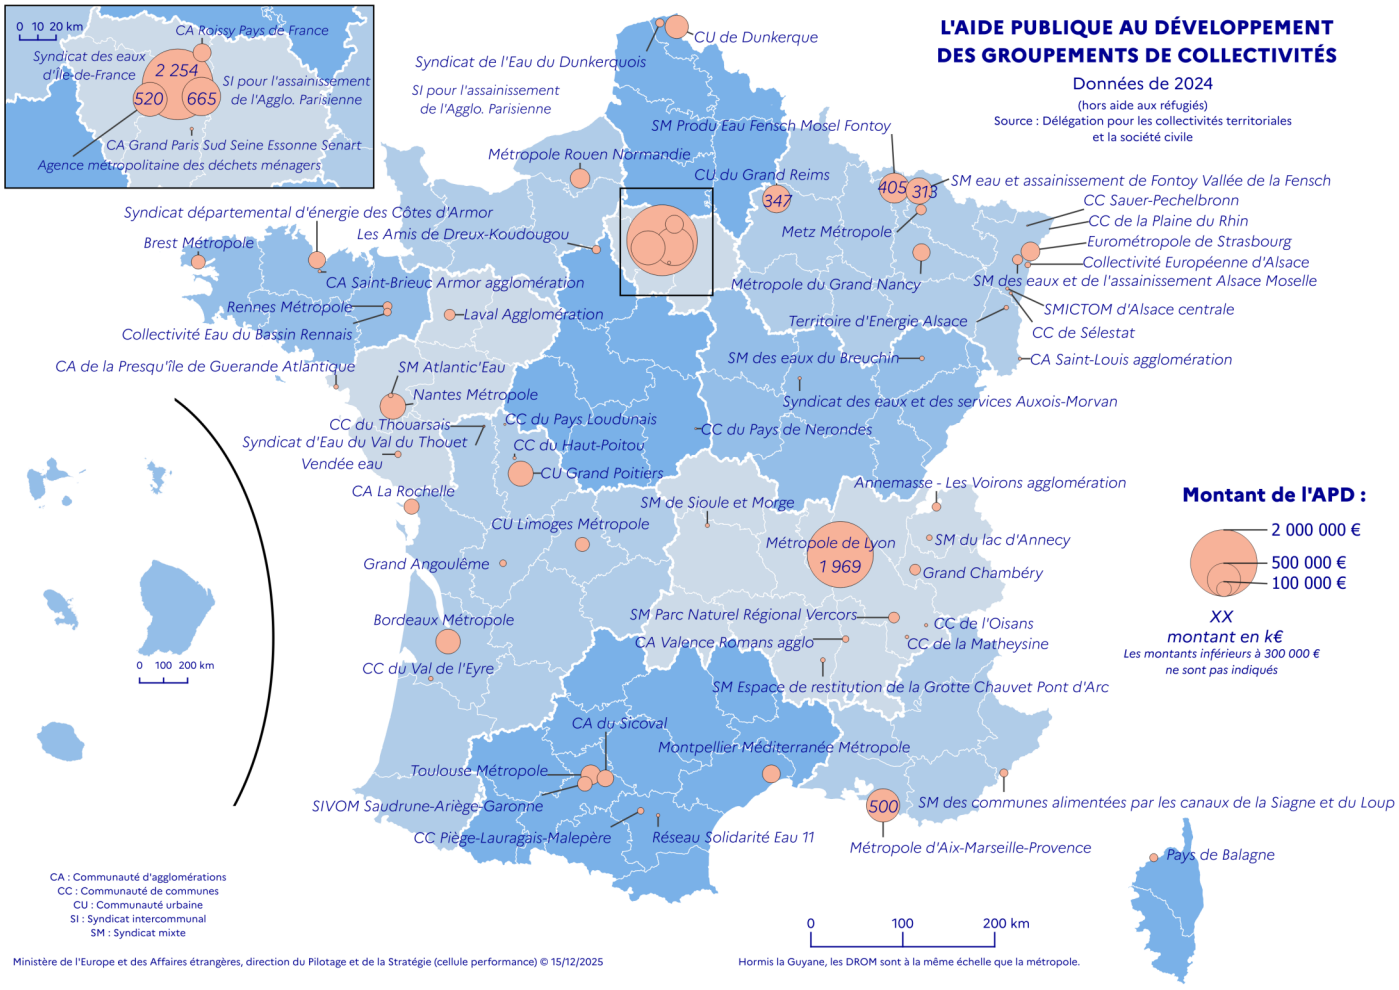 L'AIDE PUBLIQUE AU DÉVELOPPEMENT
DES GROUPEMENTS DE COLLECTIVITÉS
Données de 2024
(hors aide aux réfugiés)
Source : Délégation pour les collectivités territoriales
et la société civile
0 10 20 km
CA Roissy Pays de France
Syndicat des eaux
d'Île-de-France
2 254
520
665
SI pour l'assainissement
de l'Agglo. Parisienne
CA Grand Paris Sud Seine Essonne Senart
Agence métropolitaine des déchets ménagers
CU de Dunkerque
Syndicat de l'Eau du Dunkerquois
SI pour l'assainissement
de l'Agglo. Parisienne
SM Produ Eau Fensch Mosel Fontoy
Métropole Rouen Normandie
CU du Grand Reims
347
405
313
SM eau et assainissement de Fontoy Vallée de la Fensch
CC Sauer-Pechelbronn
CC de la Plaine du Rhin
Metz Métropole
Eurométropole de Strasbourg
Collectivité Européenne d'Alsace
SM des eaux et de l'assainissement Alsace Moselle
Métropole du Grand Nancy
SMICTOM d'Alsace centrale
Territoire d'Energie Alsace
CC de Sélestat
CA Saint-Louis agglomération
Syndicat départemental d'énergie des Côtes d'Armor
Les Amis de Dreux-Koudougou
Brest Métropole
CA Saint-Brieuc Armor agglomération
Rennes Métropole
Laval Agglomération
Collectivité Eau du Bassin Rennais
SM des eaux du Breuchin
CA de la Presqu'île de Guerande Atlantique
SM Atlantic'Eau
Nantes Métropole
Syndicat des eaux et des services Auxois-Morvan
CC du Thouarsais
CC du Pays Loudunais
CC du Pays de Nerondes
Syndicat d'Eau du Val du Thouet
CC du Haut-Poitou
Vendée eau
CU Grand Poitiers
CA La Rochelle
Annemasse - Les Voirons agglomération
SM de Sioule et Morge
CU Limoges Métropole
Métropole de Lyon
1 969
SM du lac d'Annecy
Grand Angoulême
Grand Chambéry
Bordeaux Métropole
SM Parc Naturel Régional Vercors
CC de l'Oisans
CA Valence Romans agglo
CC de la Matheysine
CC du Val de l'Eyre
SM Espace de restitution de la Grotte Chauvet Pont d'Arc
CA du Sicoval
Montpellier Méditerranée Métropole
Toulouse Métropole
SIVOM Saudrune-Ariège-Garonne
CC Piège-Lauragais-Malepère
Réseau Solidarité Eau 11
500
SM des communes alimentées par les canaux de la Siagne et du Loup
Métropole d'Aix-Marseille-Provence
Pays de Balagne
Montant de l'APD :
2 000 000 €
500 000 €
100 000 €
XX
montant en k€
Les montants inférieurs à 300 000 €
ne sont pas indiqués
0 100 200 km
CA : Communauté d'agglomérations
CC : Communauté de communes
CU : Communauté urbaine
SI : Syndicat intercommunal
SM : Syndicat mixte
0 100 200 km
Ministère de l'Europe et des Affaires étrangères, direction du Pilotage et de la Stratégie (cellule performance) © 15/12/2025
Hormis la Guyane, les DROM sont à la même échelle que la métropole.